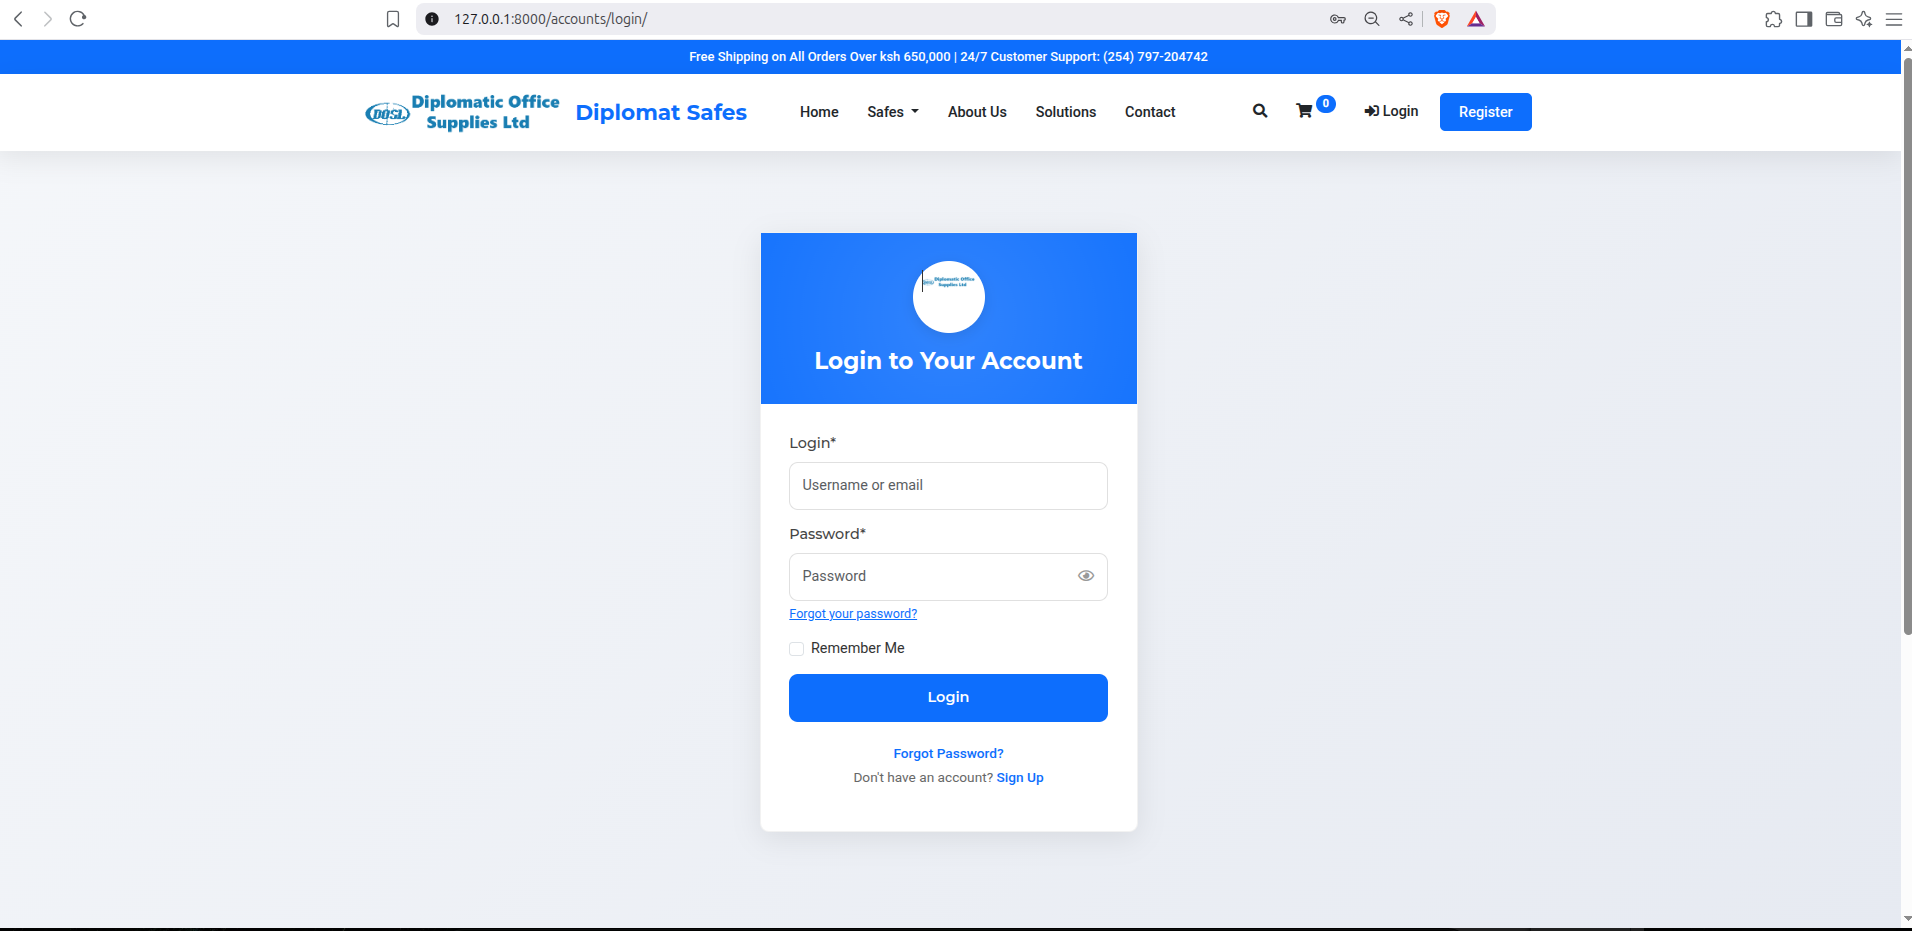 127.0.0.1:8000/accounts/login/
Free Shipping on All Orders Over ksh 650,000 | 24/7 Customer Support: (254) 797-204742
DOSL
Diplomatic Office
Supplies Ltd
Diplomat Safes
Home
Safes
About Us
Solutions
Contact
0
Login
Register
Diplomatic Office
Supplies Ltd
Login to Your Account
Login*
Username or email
Password*
Password
Forgot your password?
Remember Me
Login
Forgot Password?
Don't have an account? Sign Up